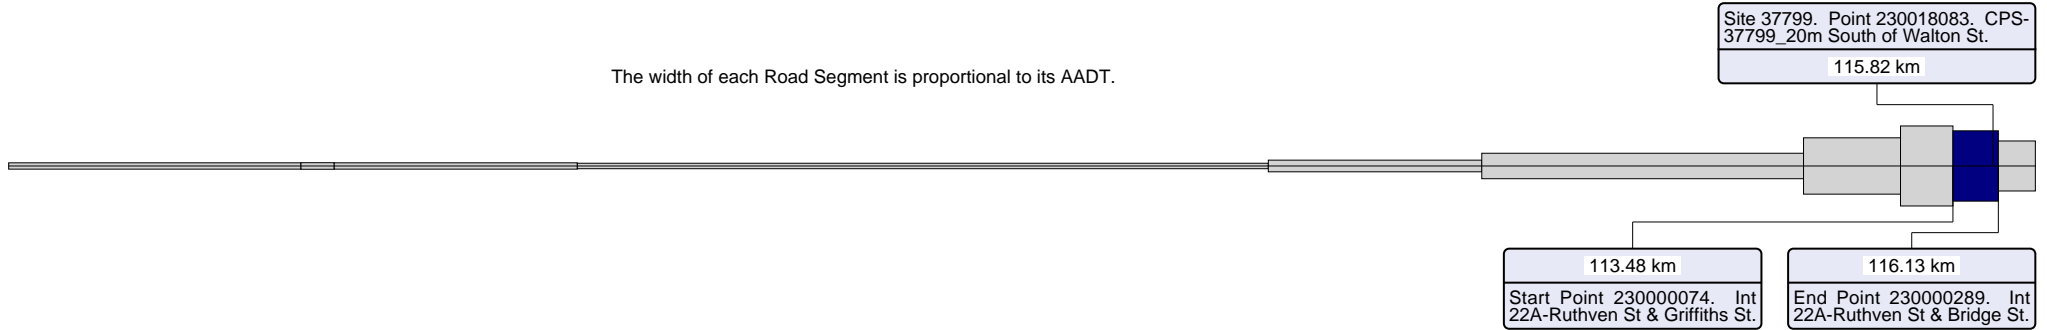 Site 37799. Point 230018083. CPS-
37799_20m South of Walton St.
115.82 km
The width of each Road Segment is proportional to its AADT.
113.48 km
Start Point 230000074. Int
22A-Ruthven St & Griffiths St.
116.13 km
End Point 230000289. Int
22A-Ruthven St & Bridge St.